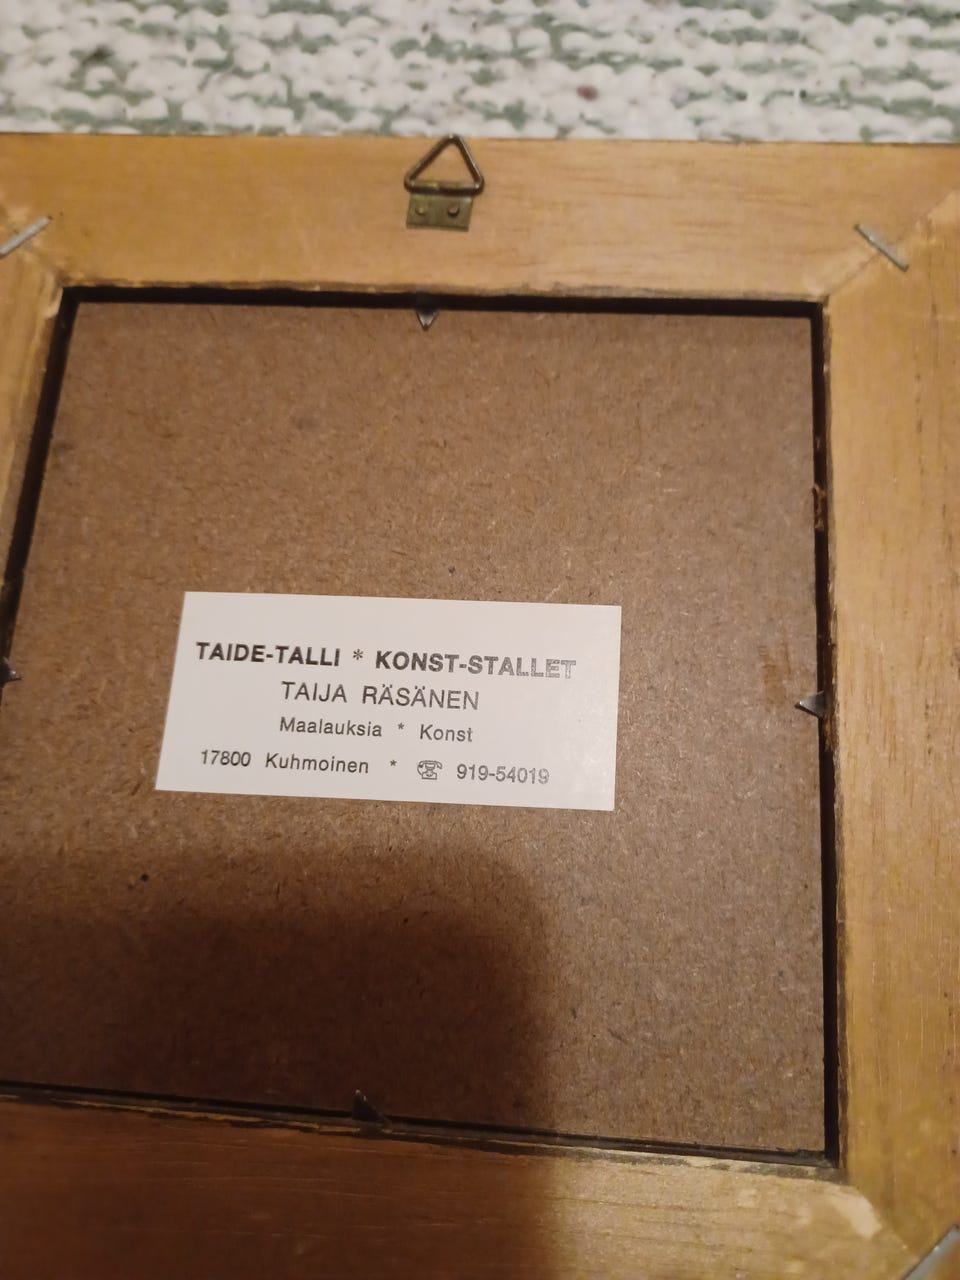 TAIDE-TALLI * KONST-STALLET
TAIJA RÄSÄNEN
Maalauksia * Konst
17800 Kuhmoinen * ☎ 919-54019